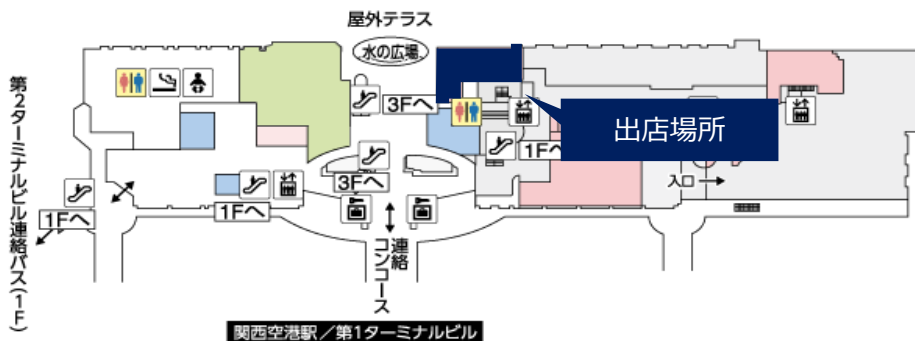 屋外テラス
水の広場
第2ターミナルビル連絡バス(1F)
3Fへ
出店場所
1Fへ
3Fへ
入口
1Fへ
1Fへ
連絡
コンコース
関西空港駅/第1ターミナルビル